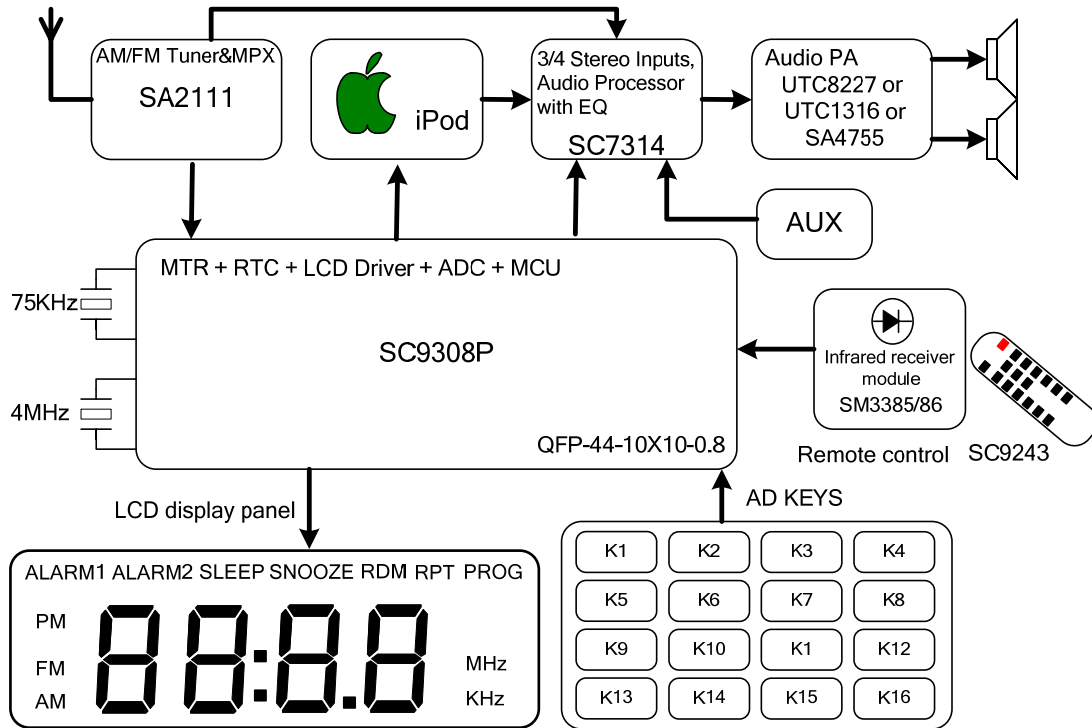 AM/FM Tuner&MPX
SA2111
iPod
3/4 Stereo Inputs,
Audio Processor
with EQ
SC7314
Audio PA
UTC8227 or
UTC1316 or
SA4755
AUX
MTR + RTC + LCD Driver + ADC + MCU
75KHz
SC9308P
4MHz
QFP-44-10X10-0.8
Infrared receiver
module
SM3385/86
Remote control SC9243
LCD display panel
AD KEYS
ALARM1 ALARM2 SLEEP SNOOZE RDM RPT PROG
PM
FM
AM
88:8.8
MHz
KHz
K1 K2 K3 K4
K5 K6 K7 K8
K9 K10 K1 K12
K13 K14 K15 K16